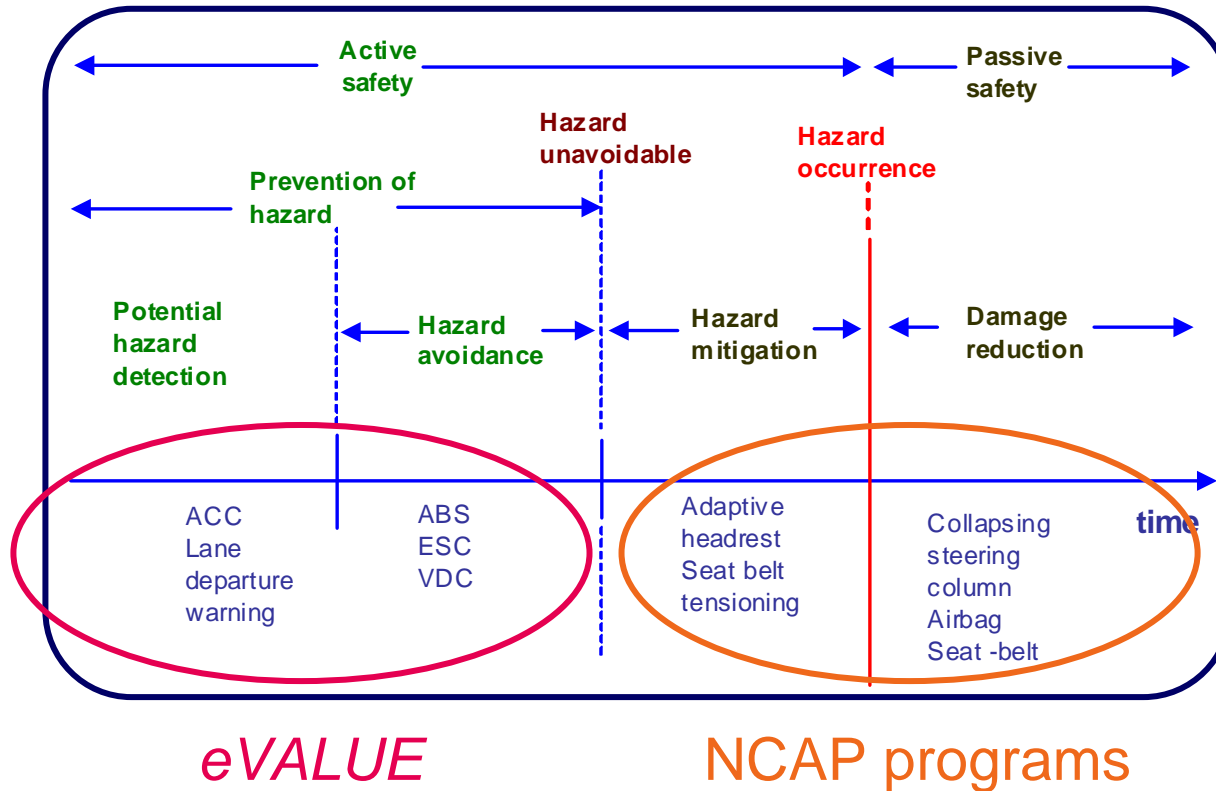 Active
safety
Passive
safety
Hazard
unavoidable
Hazard
occurrence
Prevention of
hazard
Potential
hazard
detection
Hazard
avoidance
Hazard
mitigation
Damage
reduction
ACC
Lane
departure
warning
ABS
ESC
VDC
Adaptive
headrest
Seat belt
tensioning
Collapsing
steering
column
Airbag
Seat -belt
time
eVALUE
NCAP programs